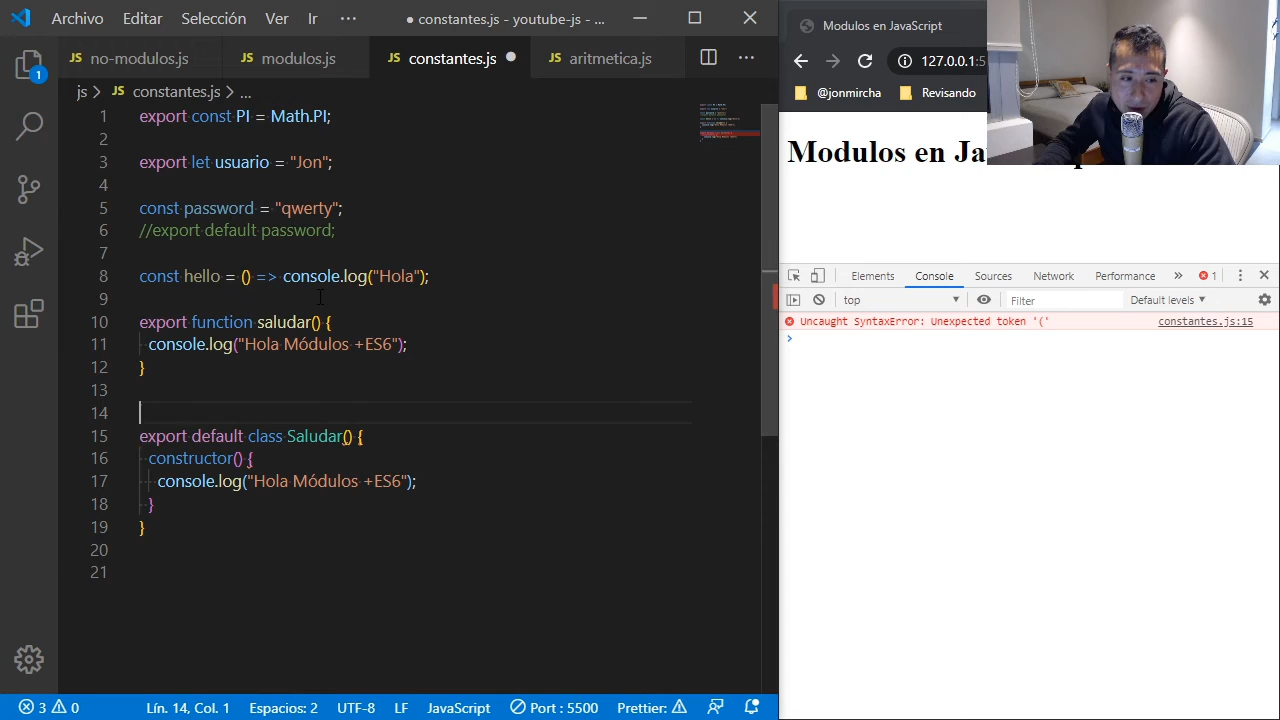 Archivo Editar Selección Ver Ir ··· ● constantes.js - youtube-js - ...
JS no-modulos.js JS modulos.js JS constantes.js ● JS aritmetica.js ···
js > JS constantes.js > ...
1 export const PI = Math.PI;
2
3 export let usuario = "Jon";
4
5 const password = "qwerty";
6 //export default password;
7
8 const hello = () => console.log("Hola");
9
10 export function saludar() {
11 console.log("Hola Módulos +ES6");
12 }
13
14
15 export default class Saludar() {
16 constructor() {
17 console.log("Hola Módulos +ES6");
18 }
19 }
20
21
1
3 0 Lín. 14, Col. 1 Espacios: 2 UTF-8 LF JavaScript Port : 5500 Prettier:
Modulos en JavaScript
127.0.0.1:5
@jonmircha Revisando
Modulos en Ja
Elements Console Sources Network Performance » 1
top Filter Default levels
Uncaught SyntaxError: Unexpected token '(' constantes.js:15
>